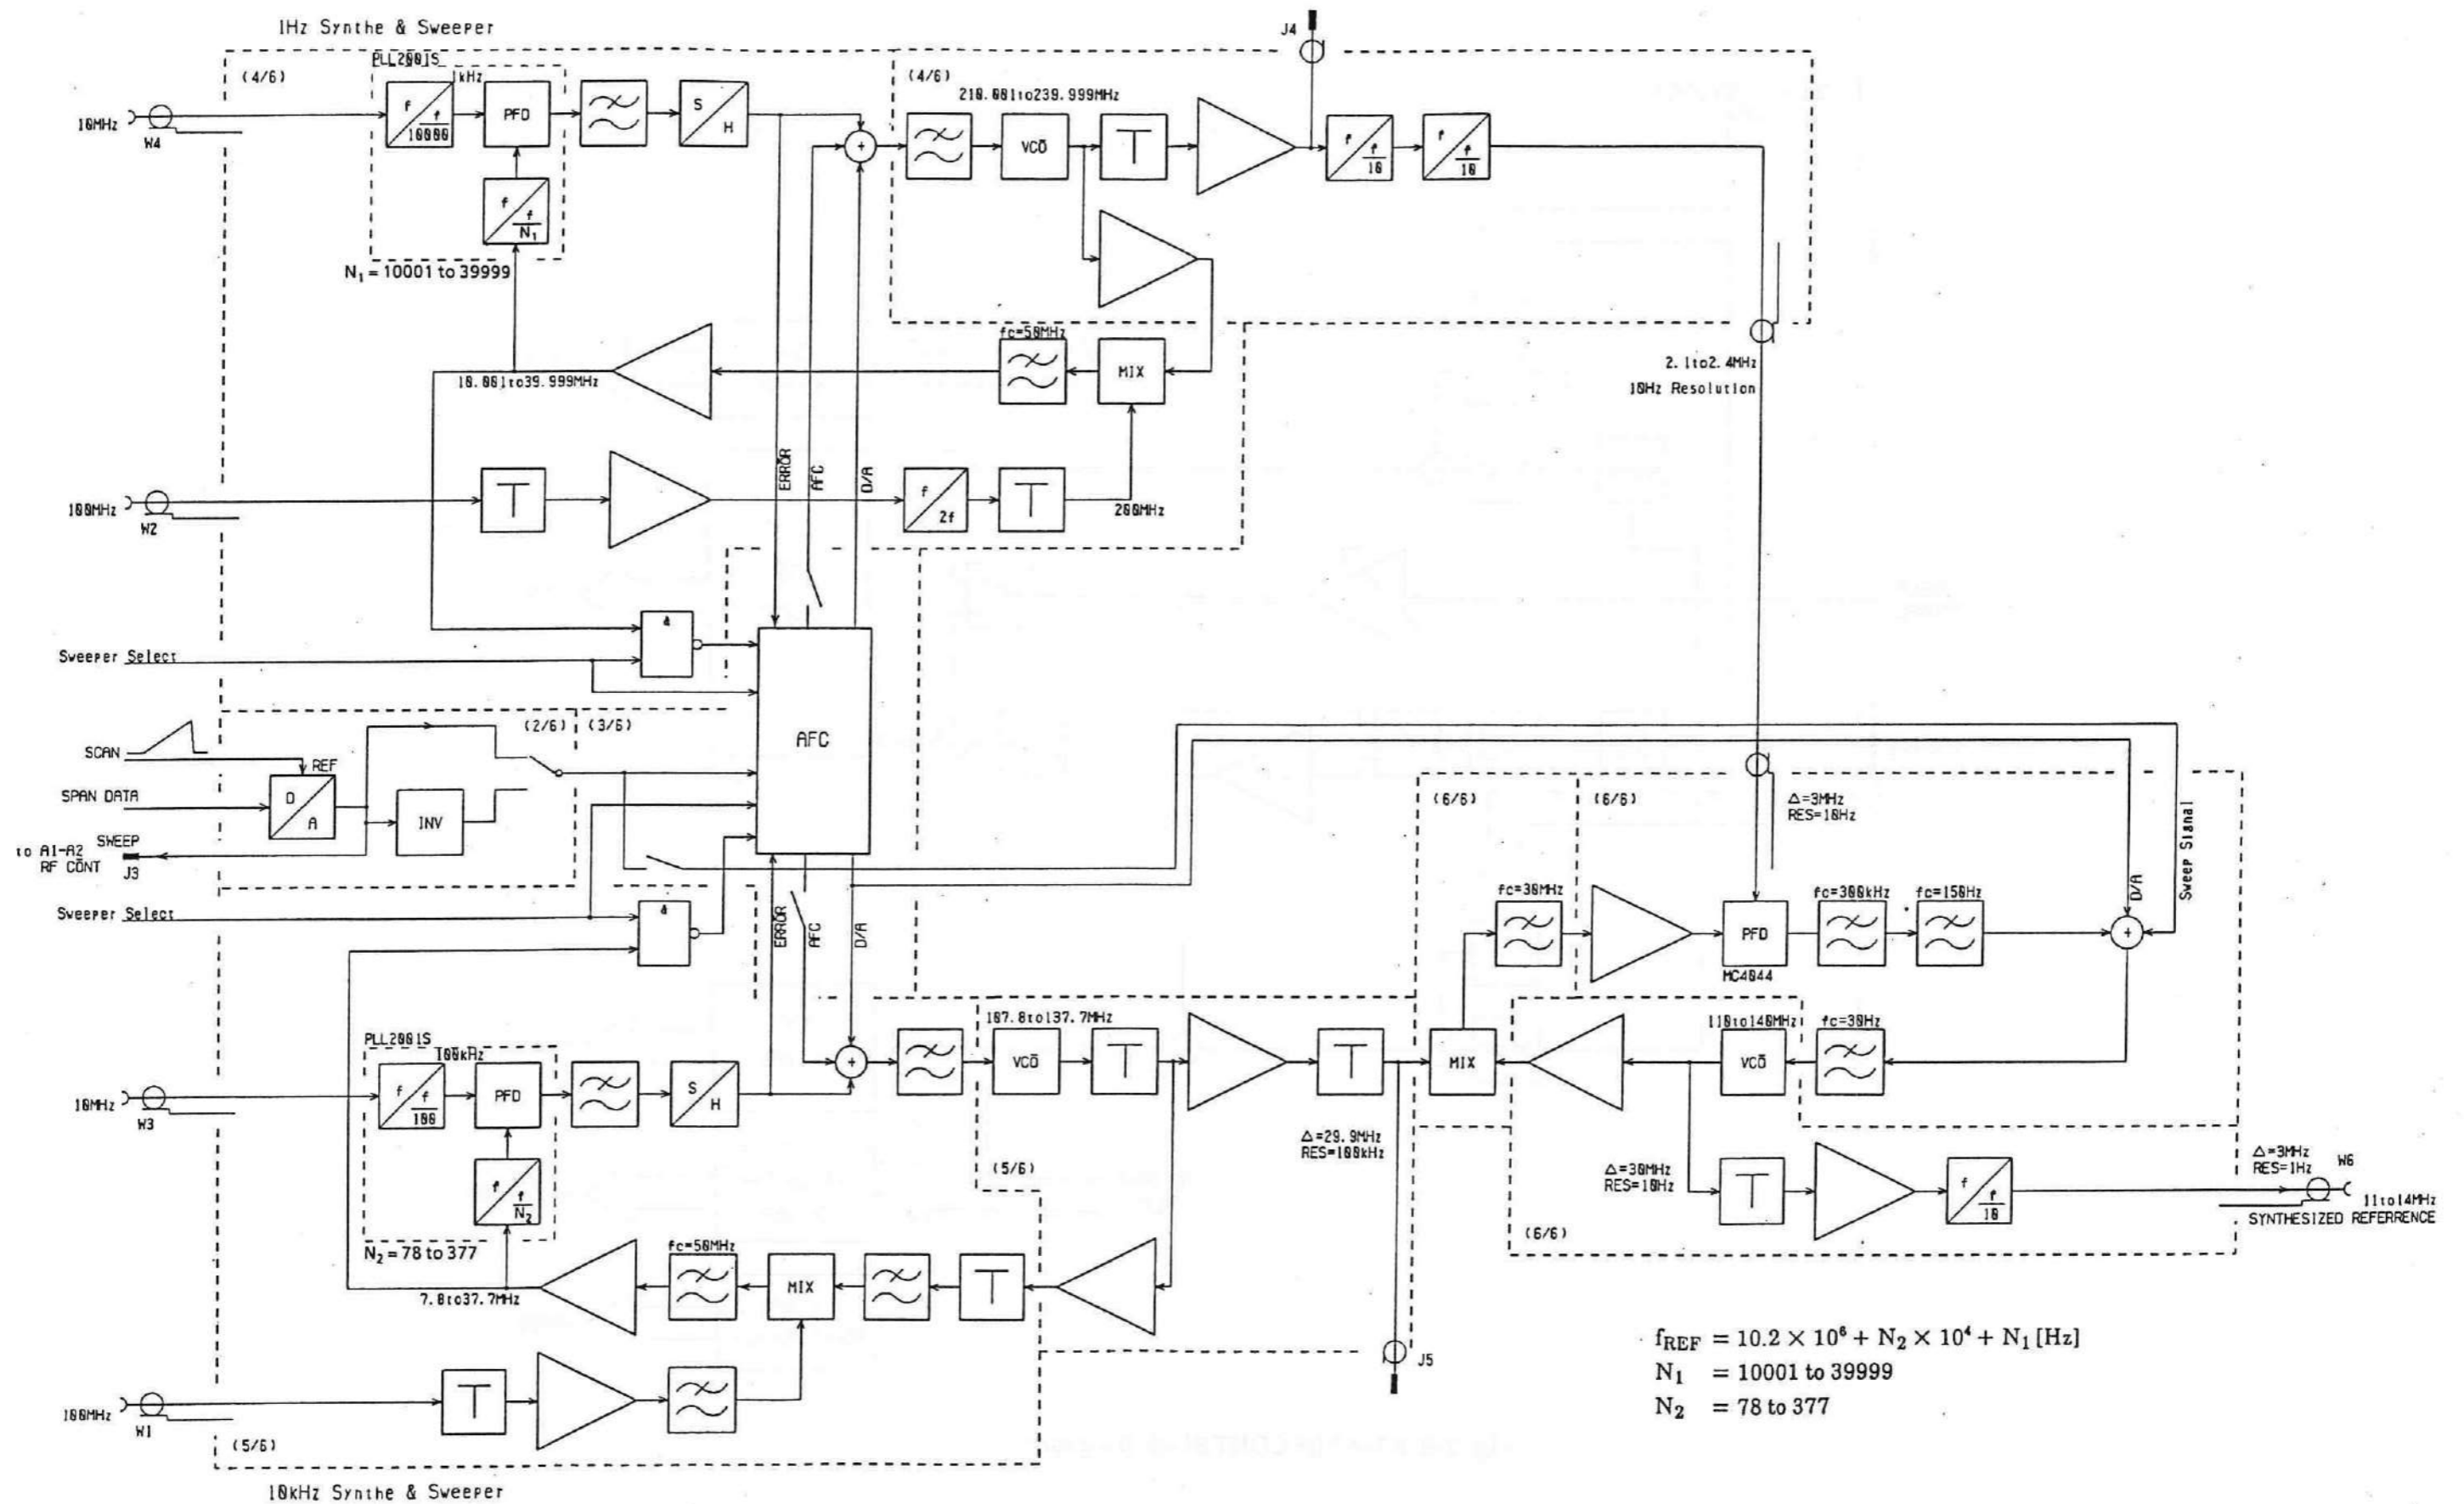 1Hz Synthe & Sweeper
J4
(4/6)
PLL2001S
1kHz
(4/6)
210.001to239.999MHz
10MHz
W4
f
f
10000
PFD
S
H
+
VCO
T
f
f
10
f
f
10
f
f
N1
N1 = 10001 to 39999
fc=50MHz
MIX
10.001to39.999MHz
2.1to2.4MHz
10Hz Resolution
ERROR
AFC
D/A
100MHz
W2
T
f
2f
T
200MHz
&
Sweeper Select
AFC
(2/6)
(3/6)
SCAN
REF
SPAN DATA
D
A
INV
SWEEP
to A1-A2
RF CONT
J3
(6/6)
(6/6)
Δ=3MHz
RES=10Hz
Sweep Signal
D/A
Sweeper Select
&
ERROR
AFC
D/A
fc=30MHz
PFD
MC4044
fc=300kHz
fc=150Hz
+
PLL2001S
100kHz
107.8to137.7MHz
110to140MHz
fc=30Hz
10MHz
W3
f
f
100
PFD
S
H
+
VCO
T
T
MIX
VCO
Δ=29.9MHz
RES=100kHz
(5/6)
f
f
N2
N2 = 78 to 377
Δ=30MHz
RES=10Hz
T
f
f
10
Δ=3MHz
RES=1Hz
W6
11to14MHz
SYNTHESIZED REFERRENCE
(6/6)
fc=50MHz
MIX
T
7.8to37.7MHz
J5
100MHz
W1
T
(5/6)
fREF = 10.2 × 10⁶ + N2 × 10⁴ + N1 [Hz]
N1 = 10001 to 39999
N2 = 78 to 377
10kHz Synthe & Sweeper